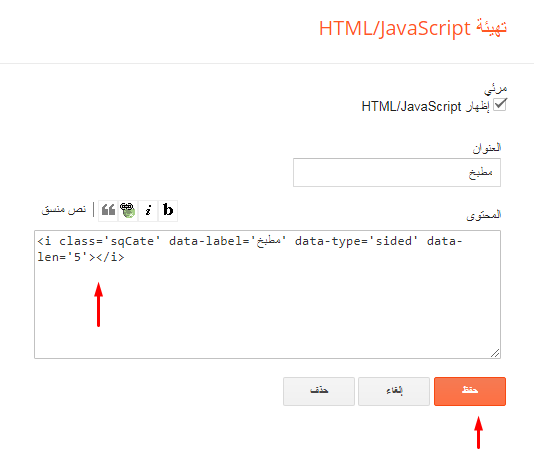 تهيئة HTML/JavaScript
مرئي
إظهار HTML/JavaScript
العنوان
مطبخ
المحتوى
b i نص منسق
<i class='sqCate' data-label='مطبخ' data-type='sided' data-
len='5'></i>
حفظ إلغاء حذف